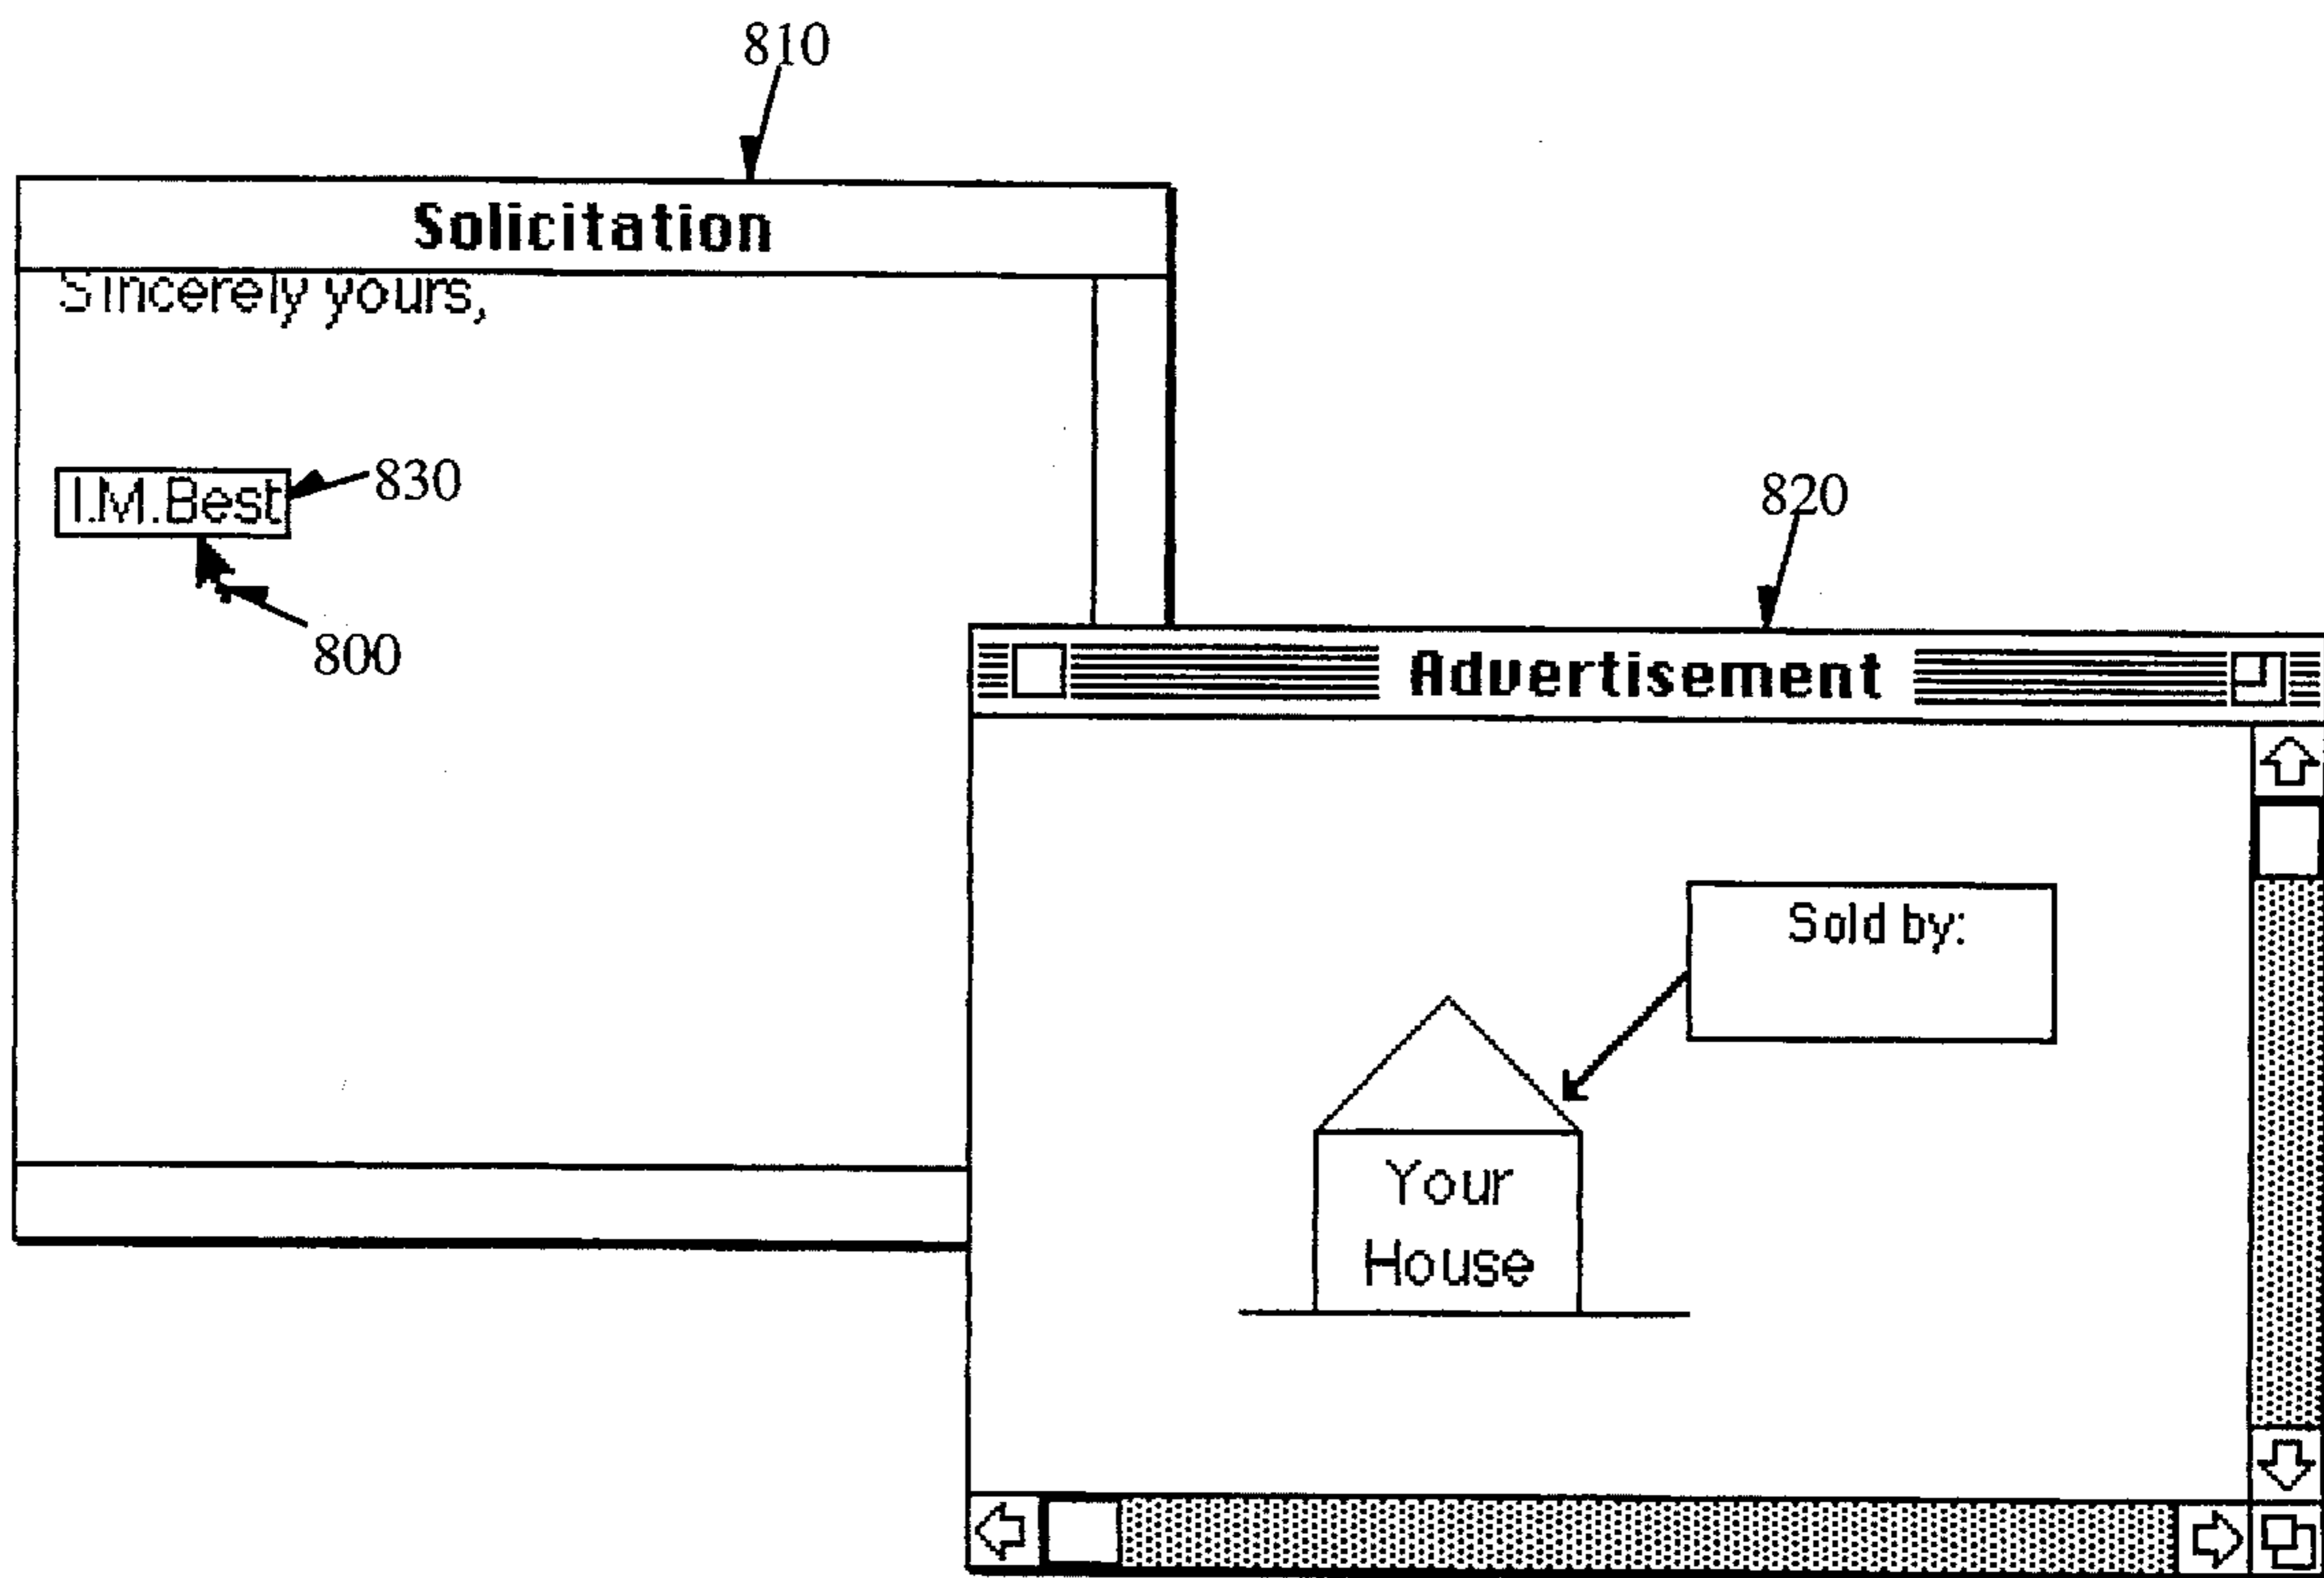 810
Solicitation
Sincerely yours,
I.M.Best
830
800
820
Advertisement
Sold by:
Your
House